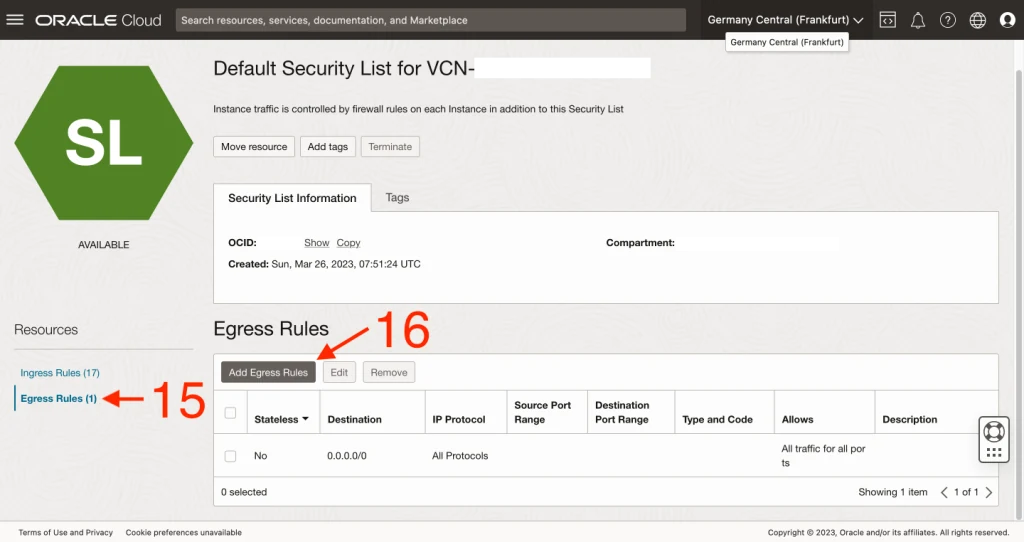 ORACLE Cloud
Search resources, services, documentation, and Marketplace
Germany Central (Frankfurt)
Germany Central (Frankfurt)
SL
AVAILABLE
Default Security List for VCN-
Instance traffic is controlled by firewall rules on each Instance in addition to this Security List
Move resource
Add tags
Terminate
Security List Information
Tags
OCID: Show Copy
Compartment:
Created: Sun, Mar 26, 2023, 07:51:24 UTC
Resources
Ingress Rules (17)
Egress Rules (1)
15
Egress Rules
16
Add Egress Rules
Edit
Remove
Stateless
Destination
IP Protocol
Source Port
Range
Destination
Port Range
Type and Code
Allows
Description
No
0.0.0.0/0
All Protocols
All traffic for all por
ts
0 selected
Showing 1 item
1 of 1
Terms of Use and Privacy
Cookie preferences unavailable
Copyright © 2023, Oracle and/or its affiliates. All rights reserved.